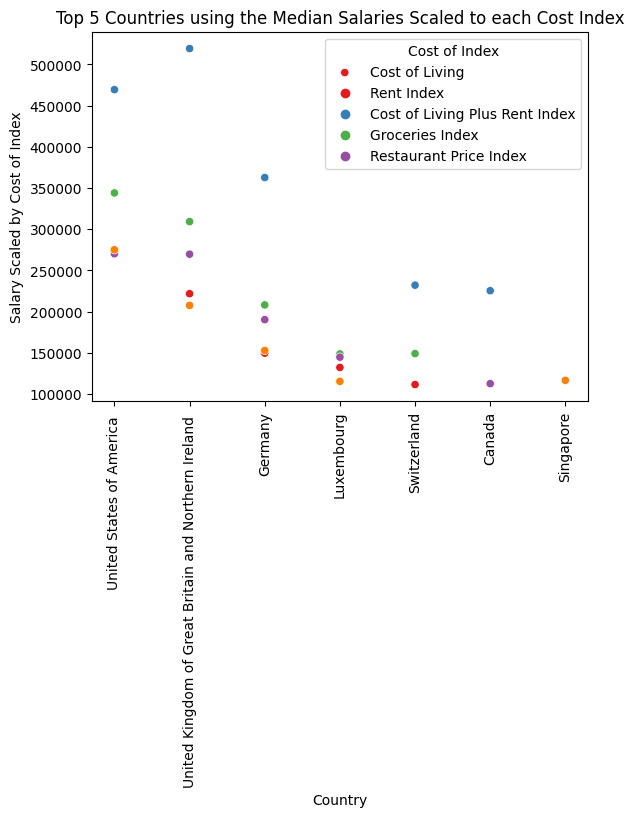 Top 5 Countries using the Median Salaries Scaled to each Cost Index
Cost of Index
Cost of Living
Rent Index
Cost of Living Plus Rent Index
Groceries Index
Restaurant Price Index
Salary Scaled by Cost of Index
500000
450000
400000
350000
300000
250000
200000
150000
100000
United States of America
United Kingdom of Great Britain and Northern Ireland
Germany
Luxembourg
Switzerland
Canada
Singapore
Country